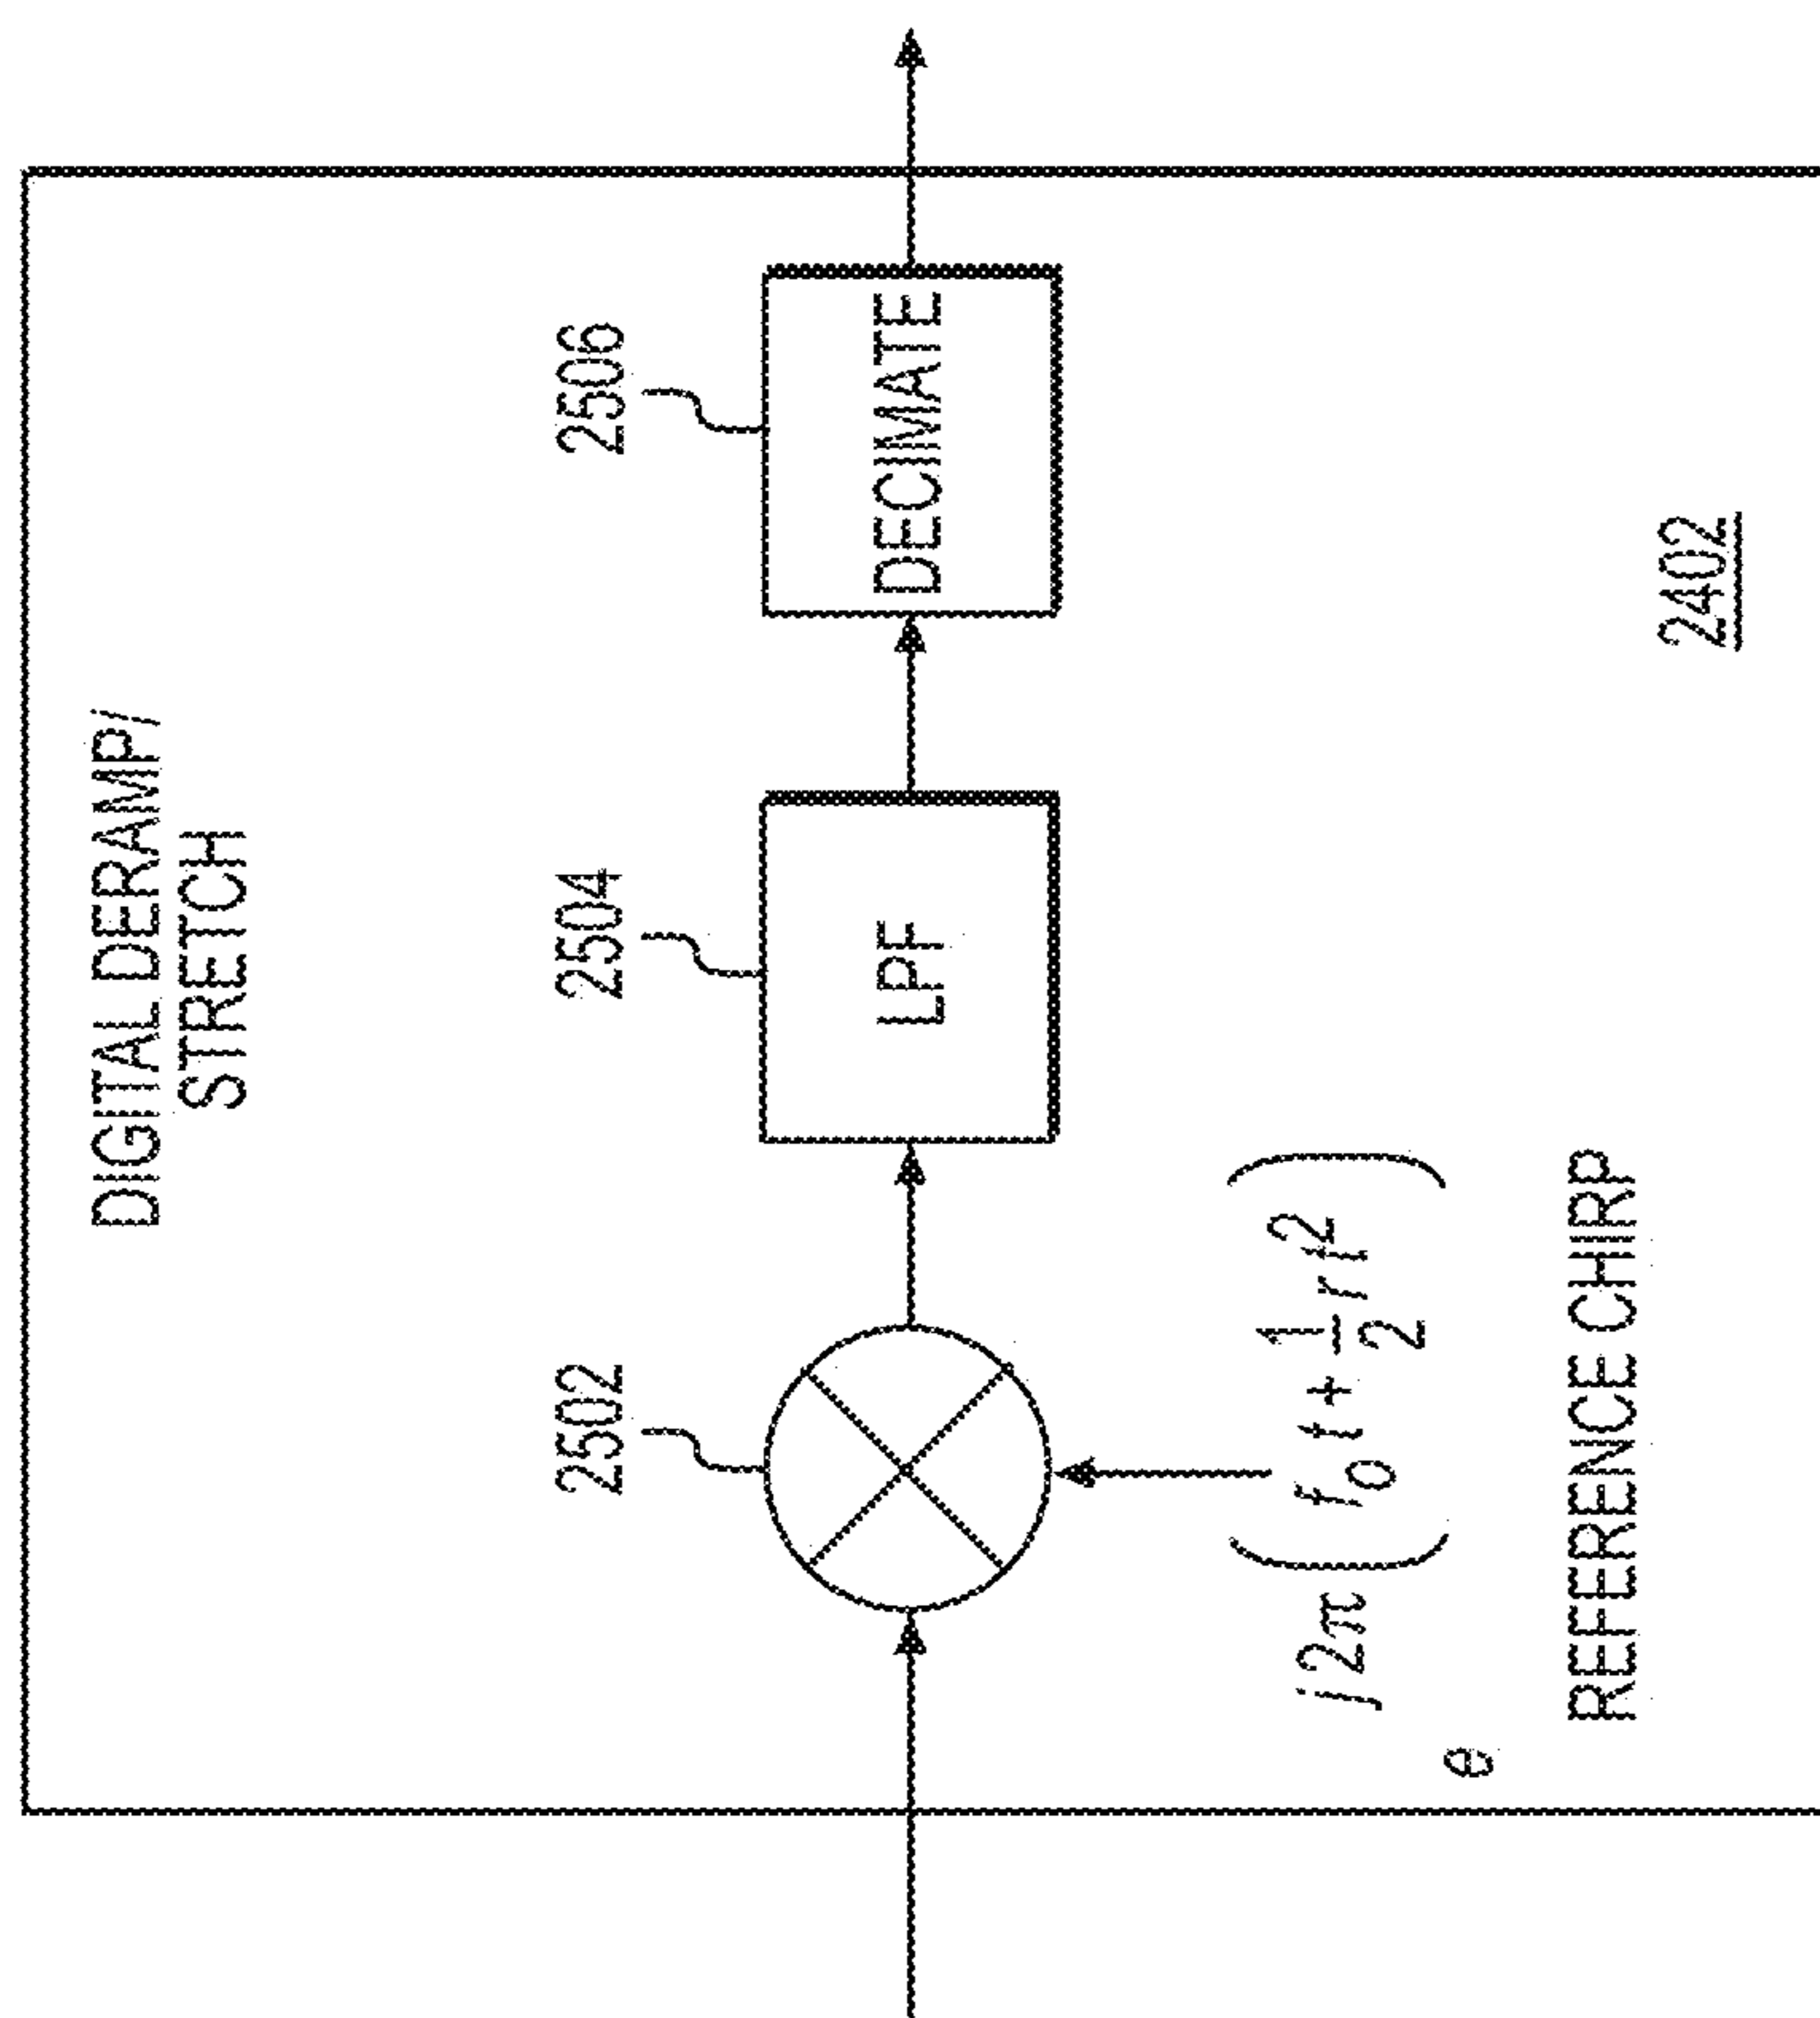 DIGITAL DERAMP/
STRETCH
2502
2504
2506
LPF
DECIMATE
e^{j2π(f_0 t + \frac{1}{2} r t^2)}
REFERENCE CHIRP
2402